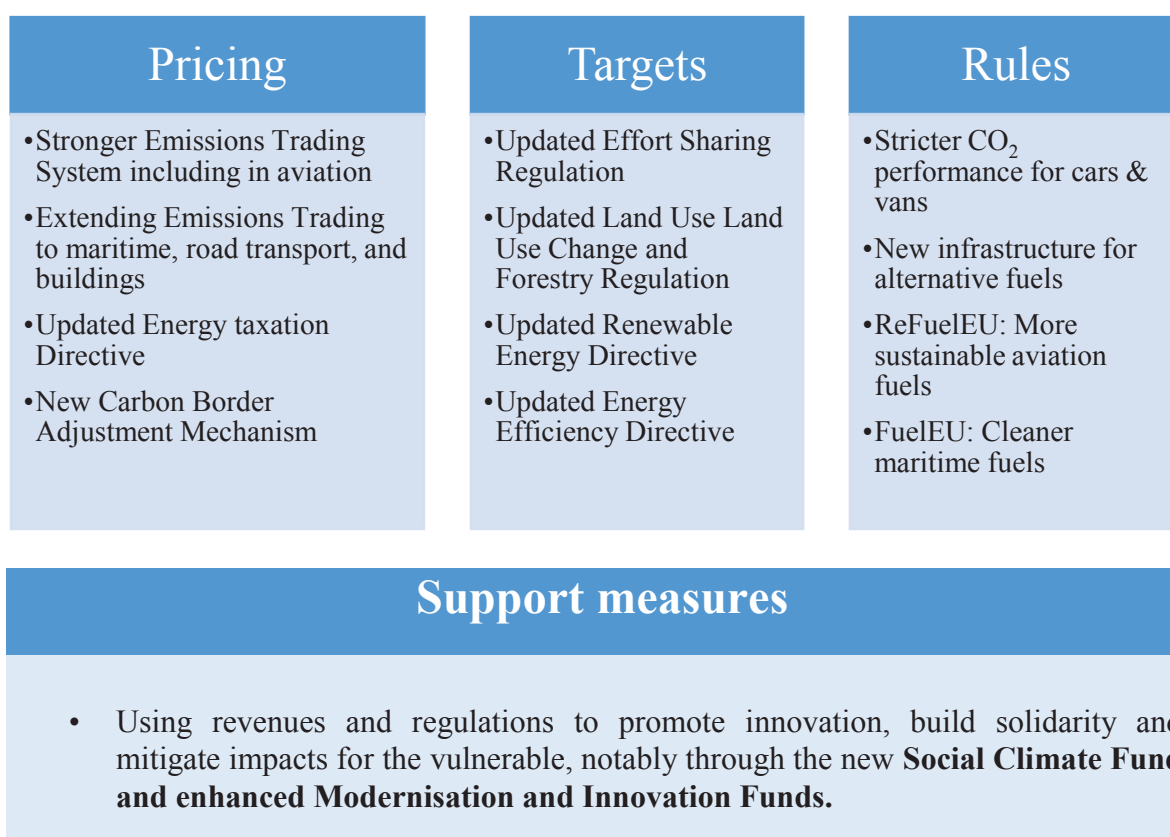 Pricing
•Stronger Emissions Trading
System including in aviation
•Extending Emissions Trading
to maritime, road transport, and
buildings
•Updated Energy taxation
Directive
•New Carbon Border
Adjustment Mechanism
Targets
•Updated Effort Sharing
Regulation
•Updated Land Use Land
Use Change and
Forestry Regulation
•Updated Renewable
Energy Directive
•Updated Energy
Efficiency Directive
Rules
•Stricter CO₂
performance for cars &
vans
•New infrastructure for
alternative fuels
•ReFuelEU: More
sustainable aviation
fuels
•FuelEU: Cleaner
maritime fuels
Support measures
• Using revenues and regulations to promote innovation, build solidarity and
mitigate impacts for the vulnerable, notably through the new Social Climate Fund
and enhanced Modernisation and Innovation Funds.